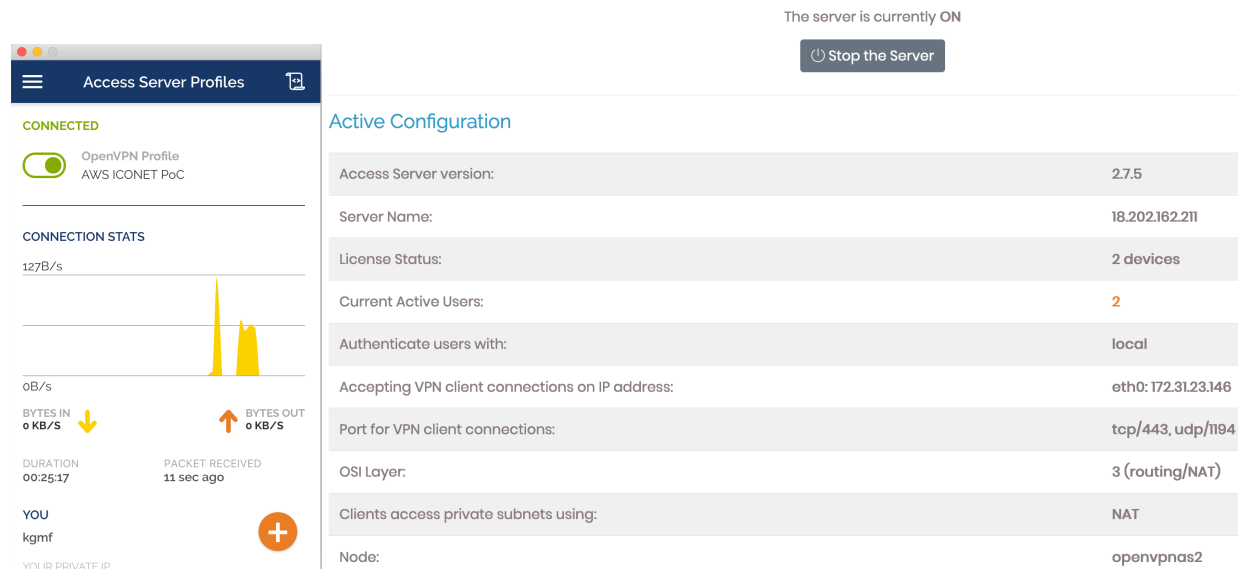 The server is currently ON
Stop the Server
Access Server Profiles
CONNECTED
OpenVPN Profile
AWS ICONET PoC
CONNECTION STATS
127B/s
0B/s
BYTES IN
0 KB/S
BYTES OUT
0 KB/S
DURATION
00:25:17
PACKET RECEIVED
11 sec ago
YOU
kgmf
YOUR PRIVATE IP
Active Configuration
Access Server version: 2.7.5
Server Name: 18.202.162.211
License Status: 2 devices
Current Active Users: 2
Authenticate users with: local
Accepting VPN client connections on IP address: eth0: 172.31.23.146
Port for VPN client connections: tcp/443, udp/1194
OSI Layer: 3 (routing/NAT)
Clients access private subnets using: NAT
Node: openvpnas2